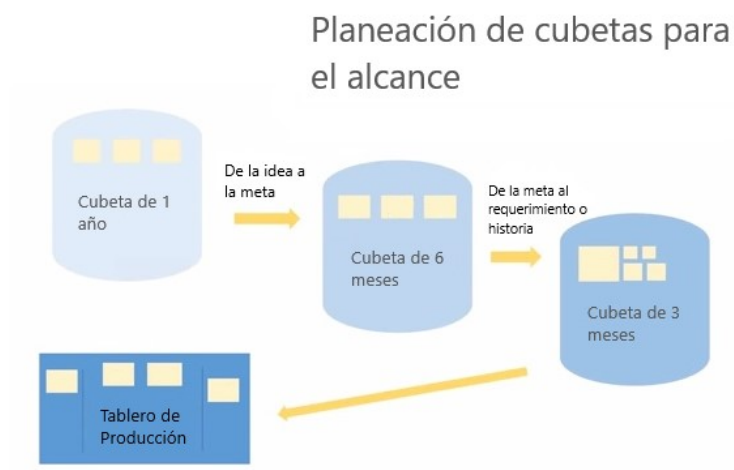 Planeación de cubetas para
el alcance
Cubeta de 1
año
De la idea a
la meta
Cubeta de 6
meses
De la meta al
requerimiento o
historia
Cubeta de 3
meses
Tablero de
Producción